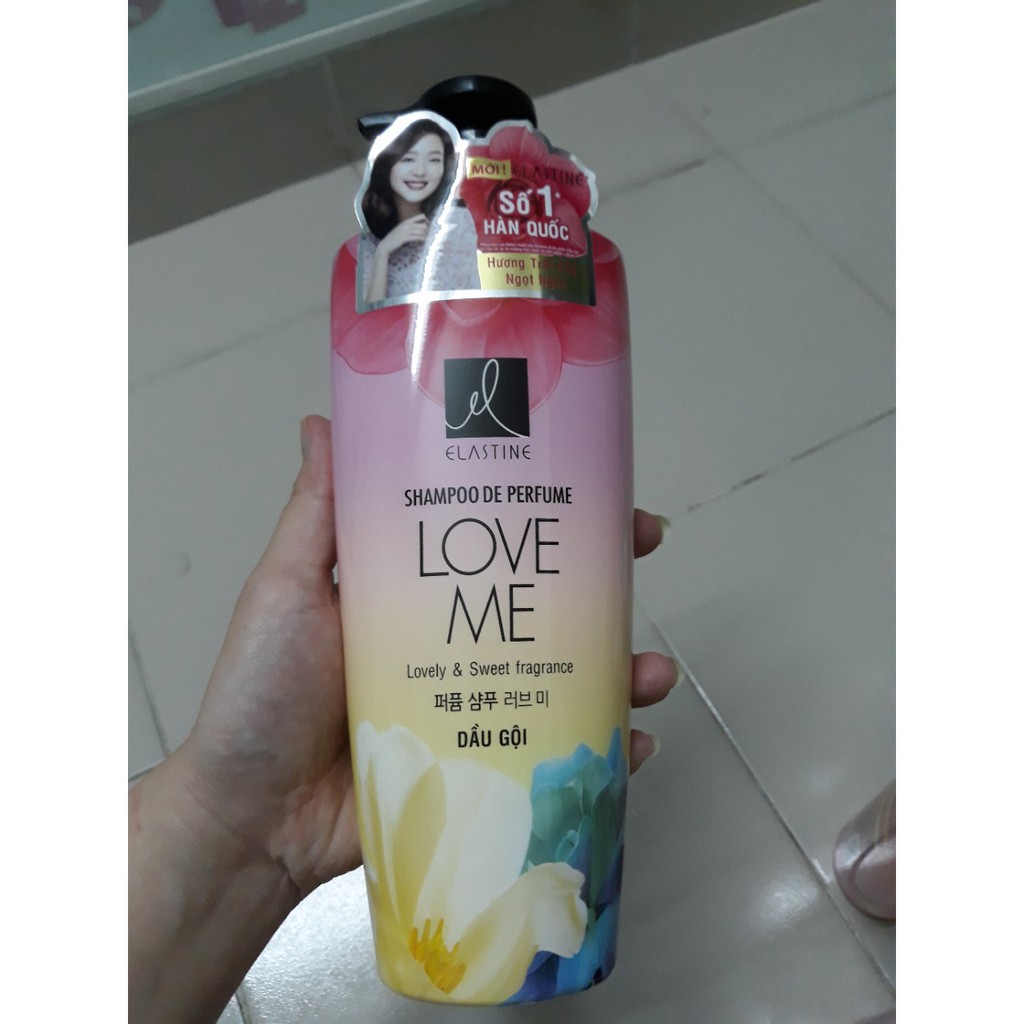 MỚI! ELASTINE
Số 1*
HÀN QUỐC
Hương
Ngọt
el
ELASTINE
SHAMPOO DE PERFUME
LOVE
ME
Lovely & Sweet fragrance
퍼퓸 샴푸 러브 미
DẦU GỘI